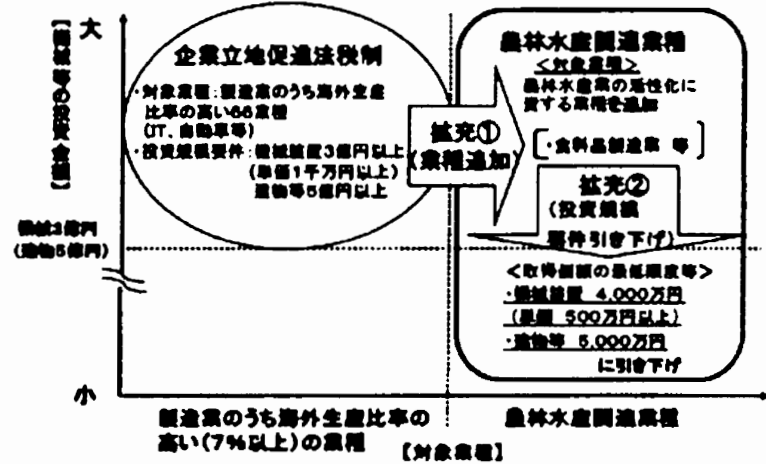 大
企業立地促進法税制
・対象業種：製造業のうち海外生産
比率の高い66業種
(IT、自動車等)
・投資規模要件：機械装置3億円以上
(単価1千万円以上)
建物等5億円以上
拡充①
(業種追加)
農林水産関連業種
＜対象業種＞
農林水産業の活性化に
資する業種を追加
・食料品製造業 等
拡充②
(投資規模
要件引き下げ)
＜取得価額の最低限度等＞
・機械装置 4,000万円
(単価 500万円以上)
・建物等 5,000万円
に引き下げ
機械3億円
(建物5億円)
小
製造業のうち海外生産比率の
高い(7%以上)の業種
農林水産関連業種
【対象業種】